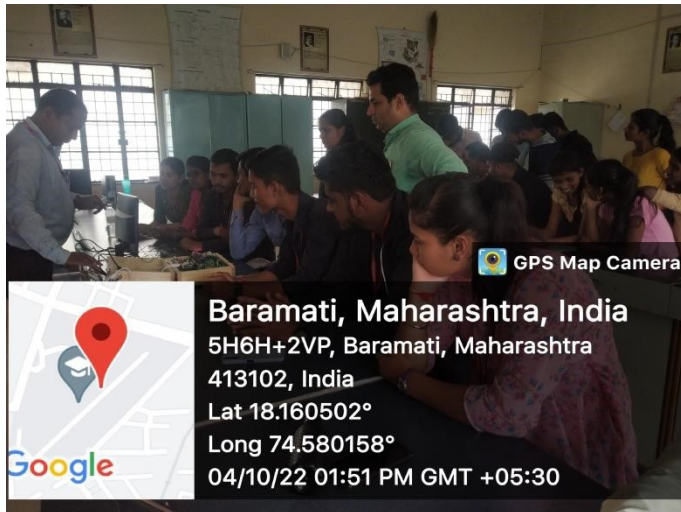 GPS Map Camera
Baramati, Maharashtra, India
5H6H+2VP, Baramati, Maharashtra
413102, India
Lat 18.160502°
Long 74.580158°
04/10/22 01:51 PM GMT +05:30
Google